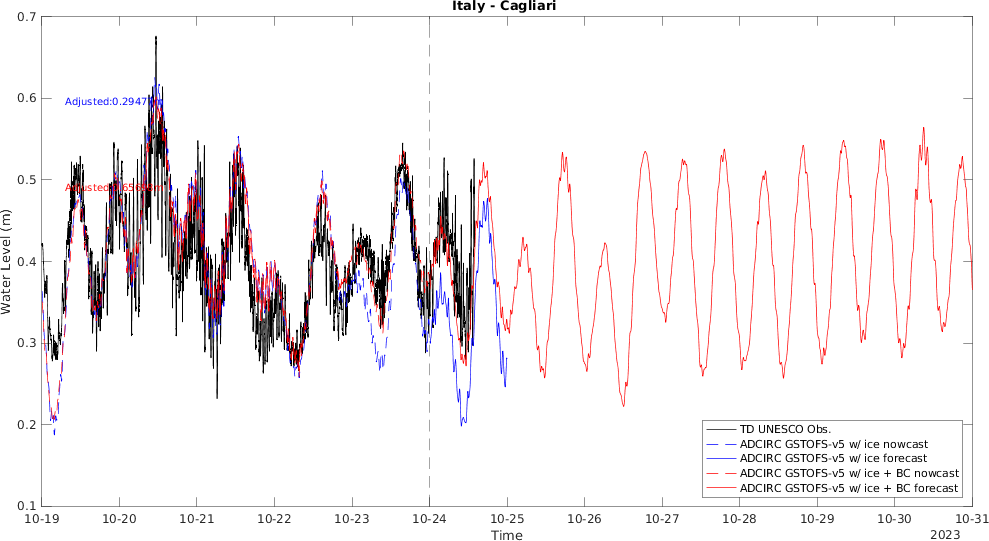 Italy - Cagliari
0.7
0.6
0.5
0.4
0.3
0.2
0.1
Water Level (m)
Adjusted:0.2947
10-19 10-20 10-21 10-22 10-23 10-24 10-25 10-26 10-27 10-28 10-29 10-30 10-31
Time
2023
TD UNESCO Obs.
ADCIRC GSTOFS-v5 w/ ice nowcast
ADCIRC GSTOFS-v5 w/ ice forecast
ADCIRC GSTOFS-v5 w/ ice + BC nowcast
ADCIRC GSTOFS-v5 w/ ice + BC forecast